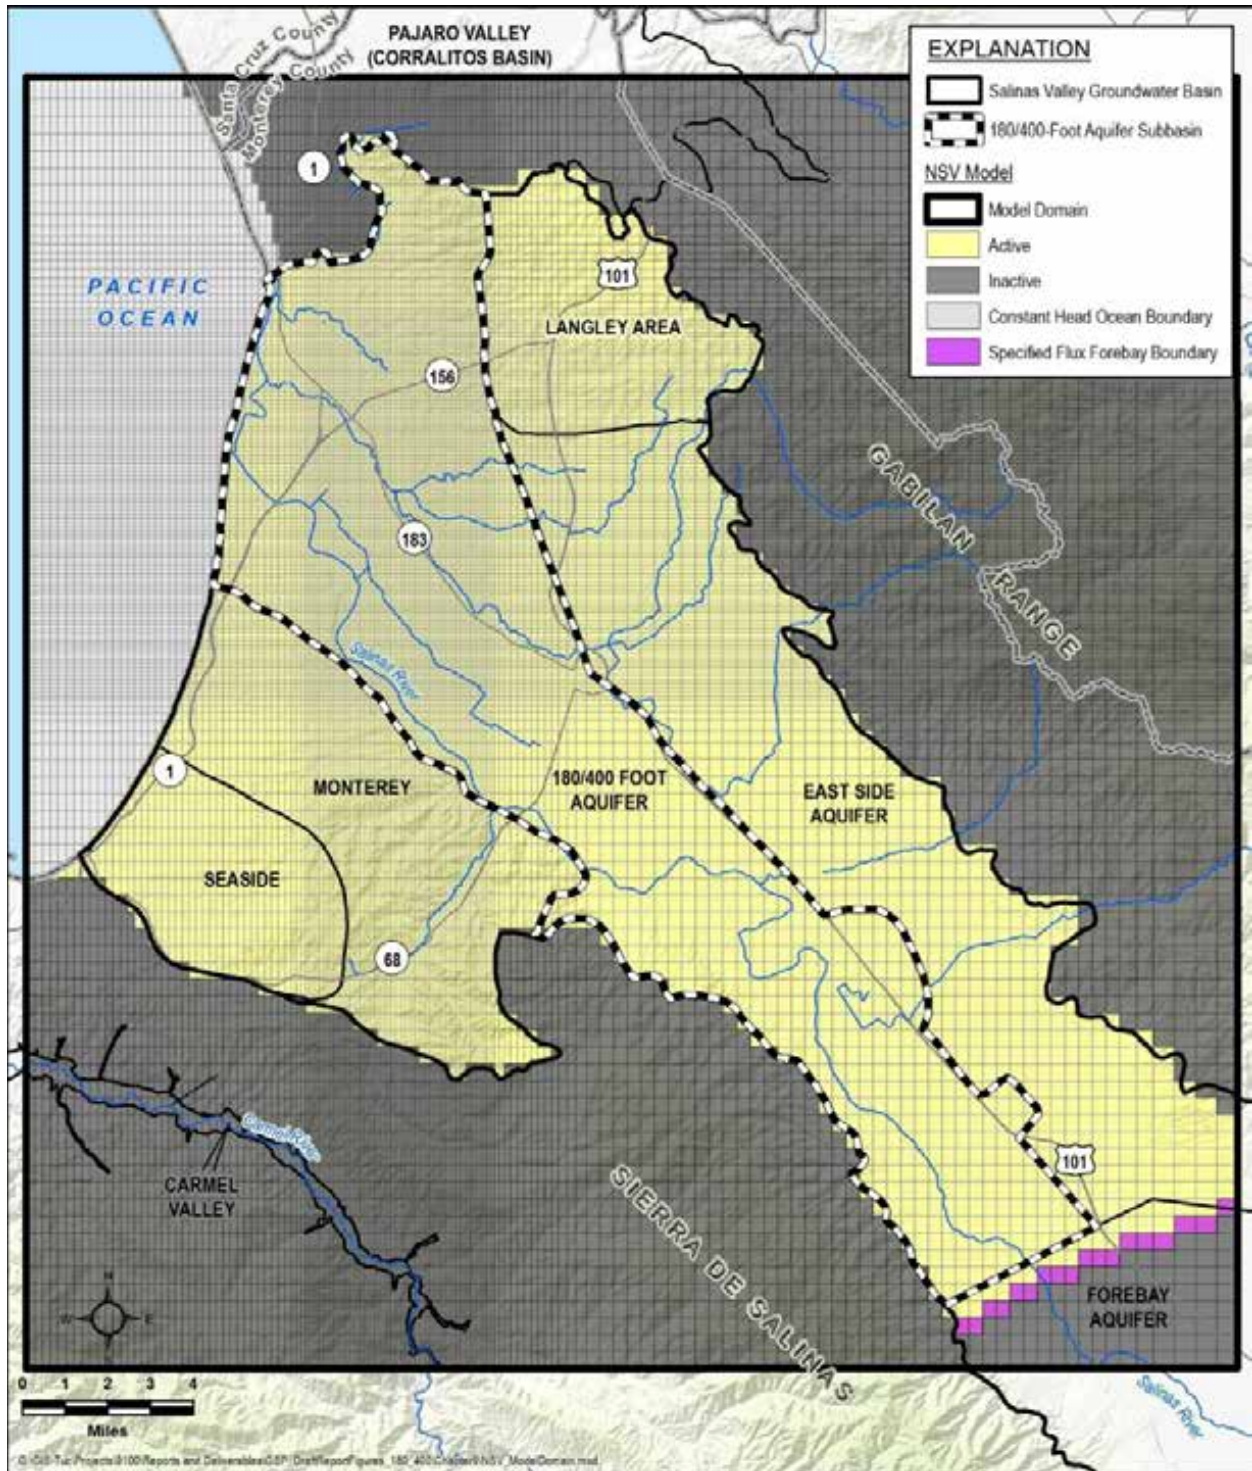 PAJARO VALLEY
(CORRALITOS BASIN)
Santa Cruz County
Monterey County
EXPLANATION
Salinas Valley Groundwater Basin
180/400-Foot Aquifer Subbasin
NSV Model
Model Domain
Active
Inactive
Constant Head Ocean Boundary
Specified Flux Forebay Boundary
1
PACIFIC
OCEAN
101
LANGLEY AREA
156
GABILAN RANGE
183
Salinas River
1
MONTEREY
180/400 FOOT
AQUIFER
EAST SIDE
AQUIFER
SEASIDE
68
Carmel River
CARMEL
VALLEY
101
SIERRA DE SALINAS
FOREBAY
AQUIFER
N
W
E
S
Salinas River
0 1 2 3 4
Miles